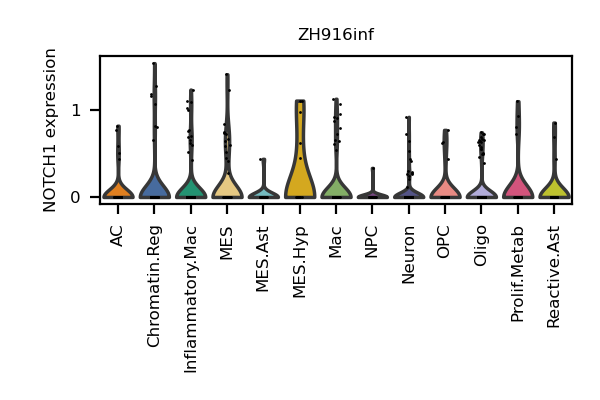 ZH916inf
NOTCH1 expression
1
0
AC
Chromatin.Reg
Inflammatory.Mac
MES
MES.Ast
MES.Hyp
Mac
NPC
Neuron
OPC
Oligo
Prolif.Metab
Reactive.Ast